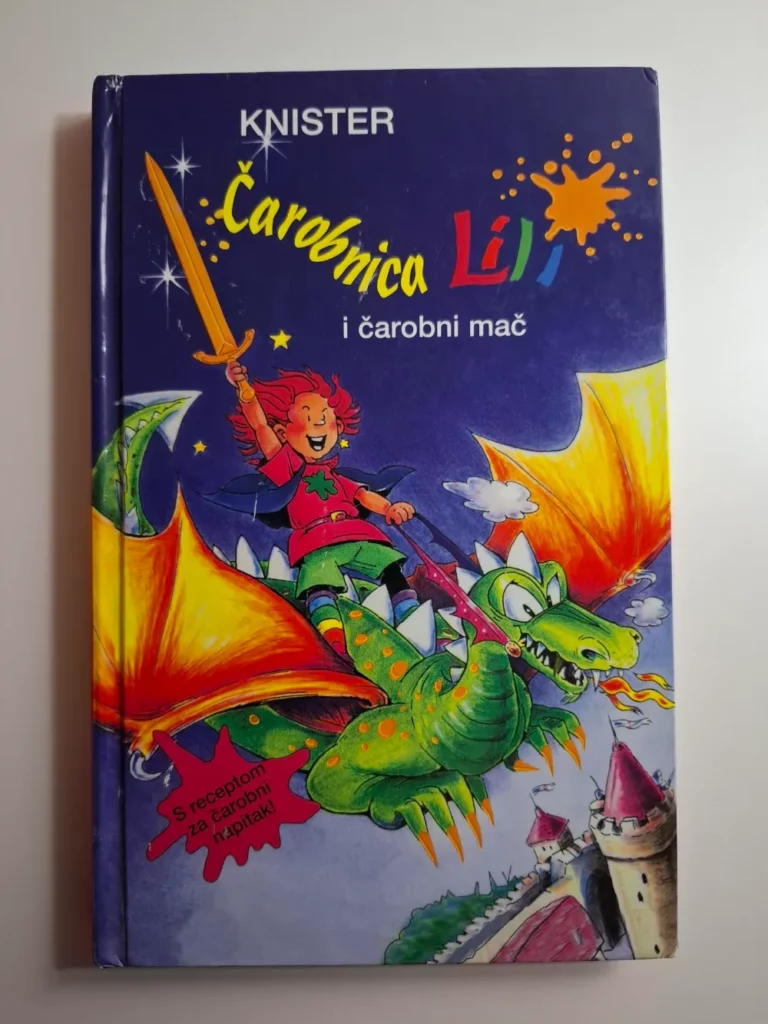 KNISTER
Čarobnica Lili
i čarobni mač
S receptom
za čarobni
napitak!